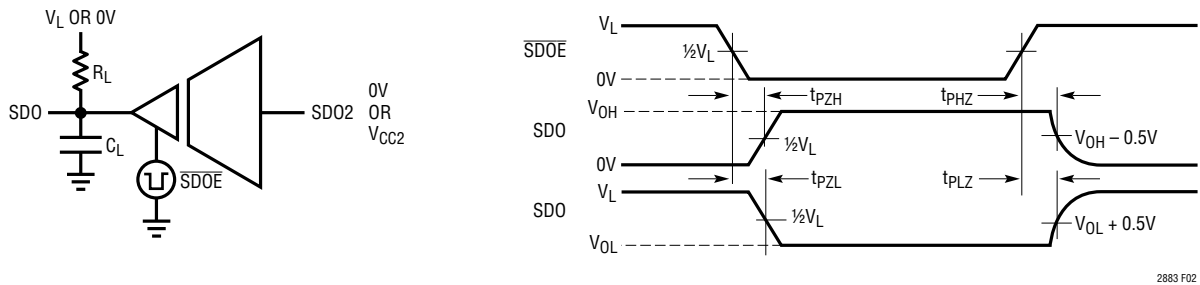 V_L OR 0V
R_L
SDO
C_L
SDOE
SDO2
0V
OR
V_CC2
SDOE
V_L
½V_L
0V
t_PZH
t_PHZ
SDO
V_OH
½V_L
V_OH – 0.5V
0V
t_PZL
t_PLZ
SDO
V_L
½V_L
V_OL + 0.5V
V_OL
2883 F02